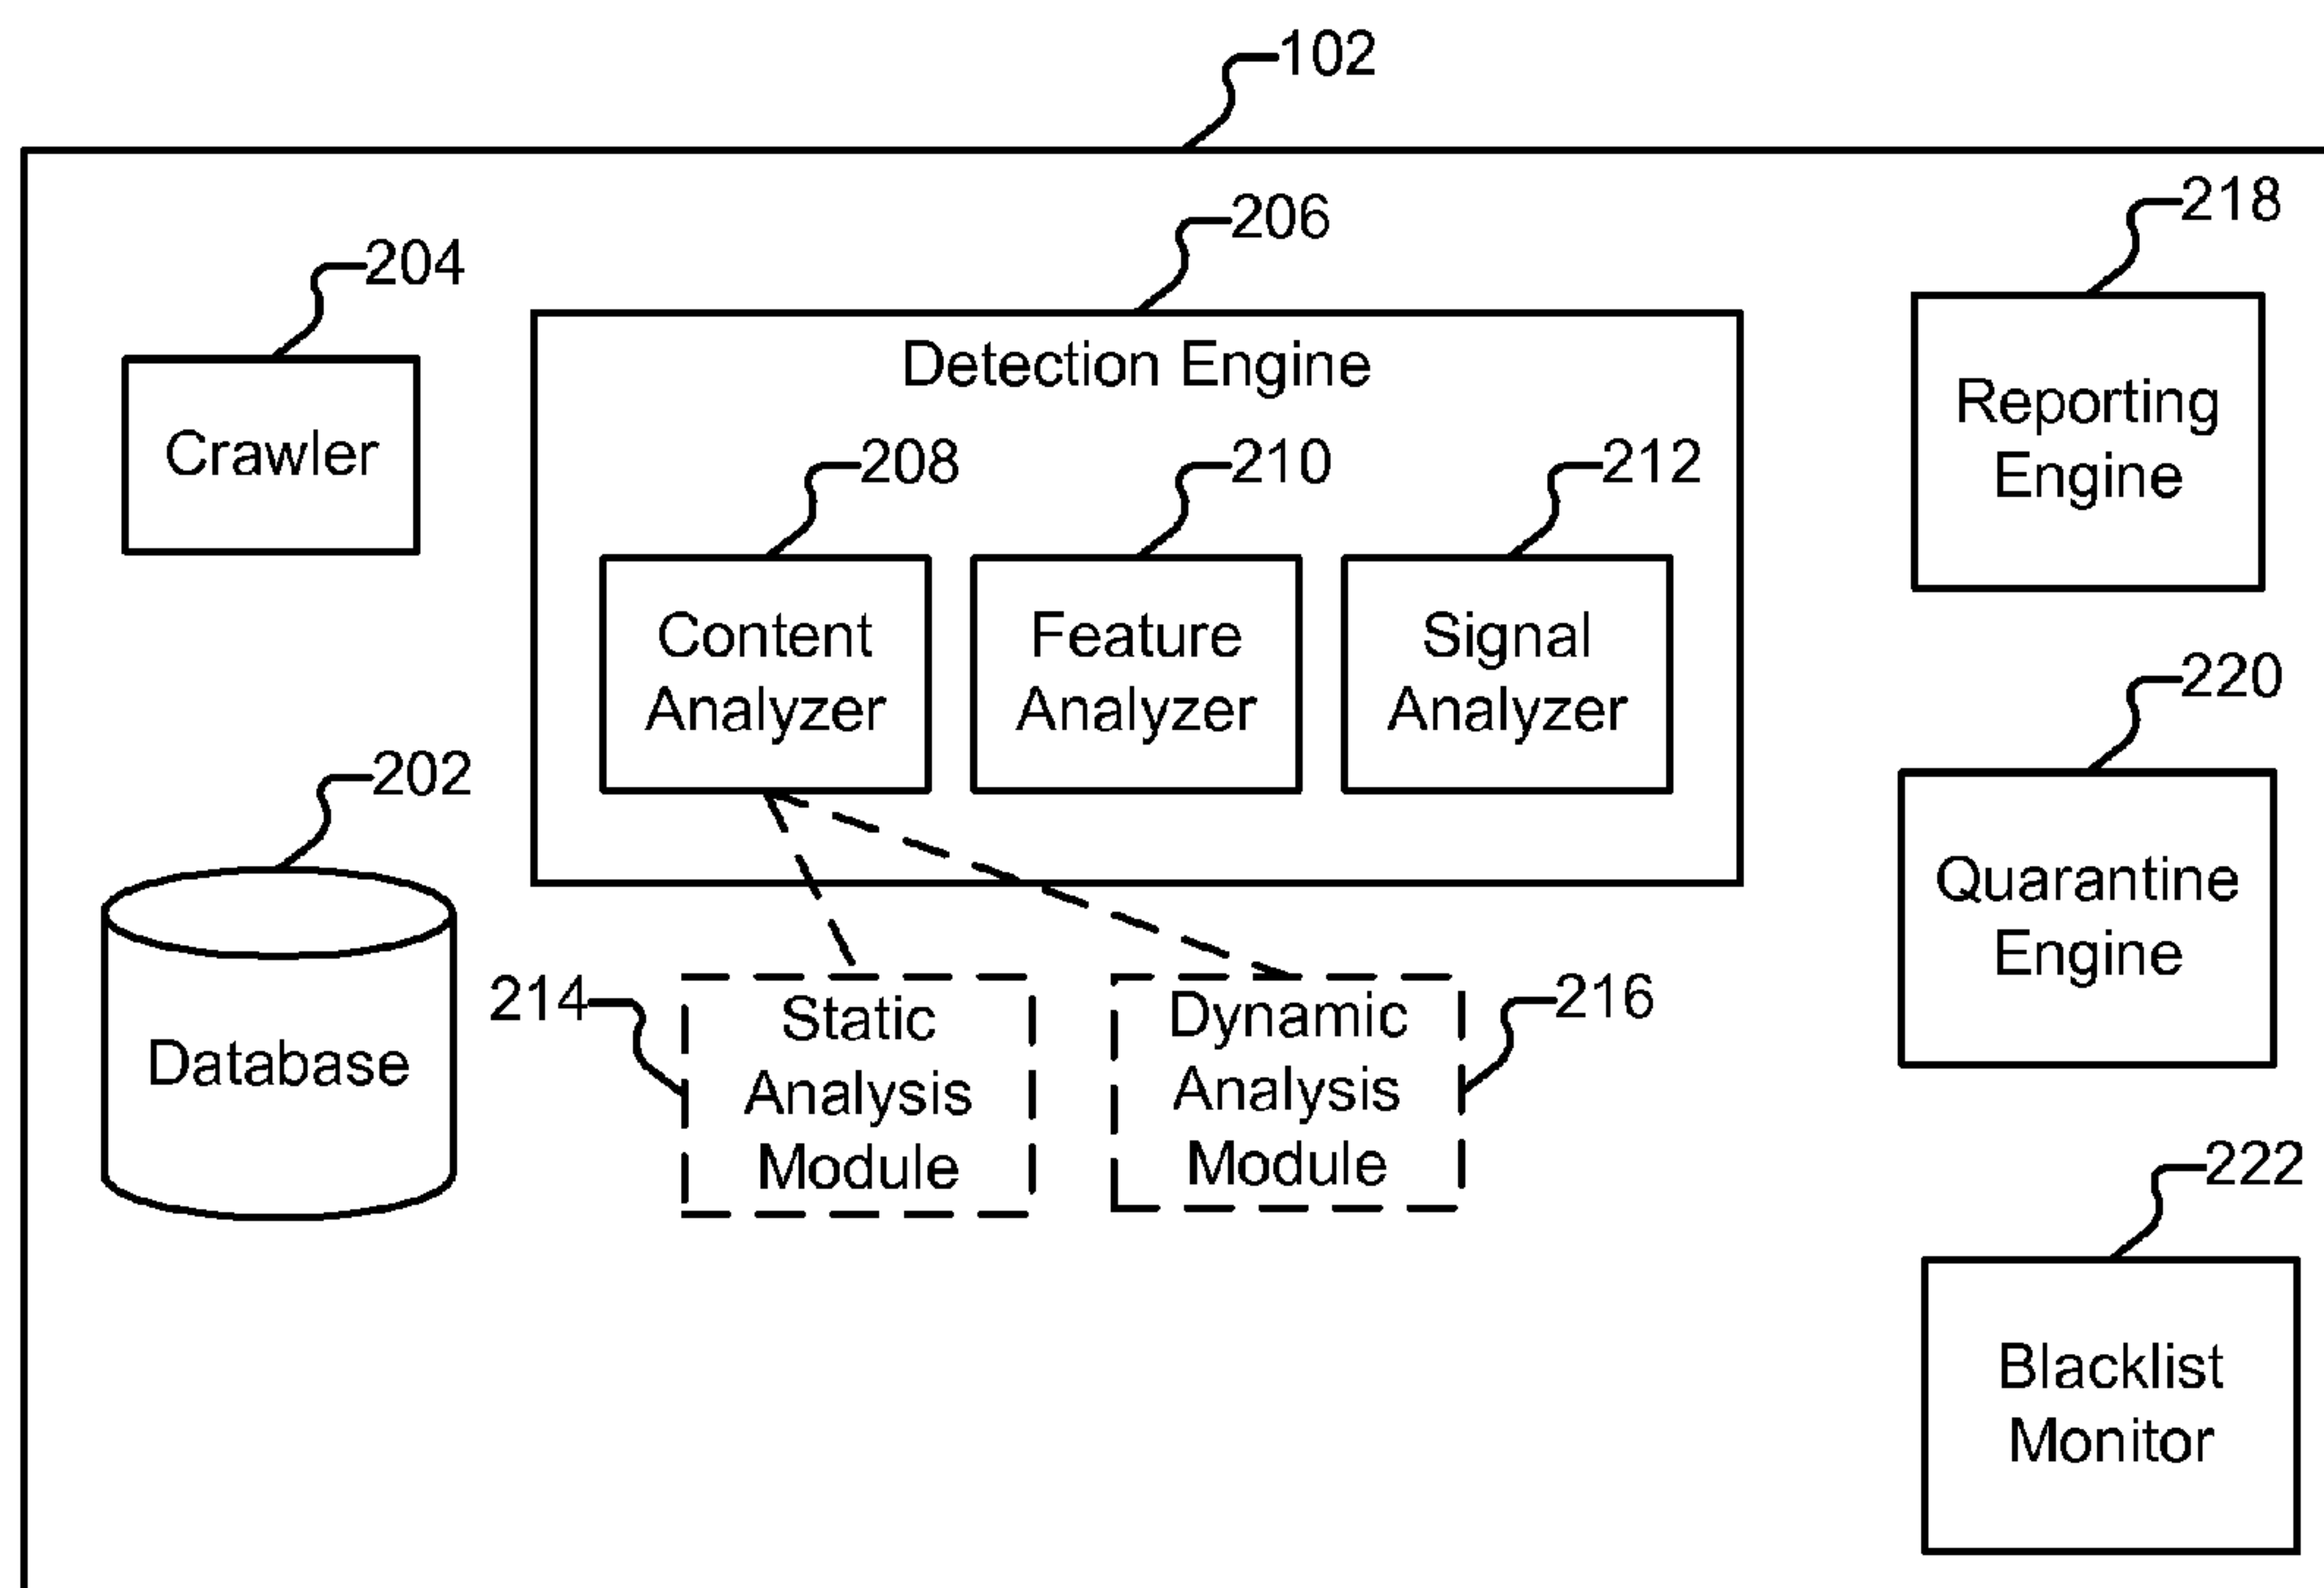 102
206
218
204
Detection Engine
Reporting
Engine
Crawler
208
210
212
Content
Analyzer
Feature
Analyzer
Signal
Analyzer
220
202
Quarantine
Engine
Database
214
Static
Analysis
Module
Dynamic
Analysis
Module
216
222
Blacklist
Monitor